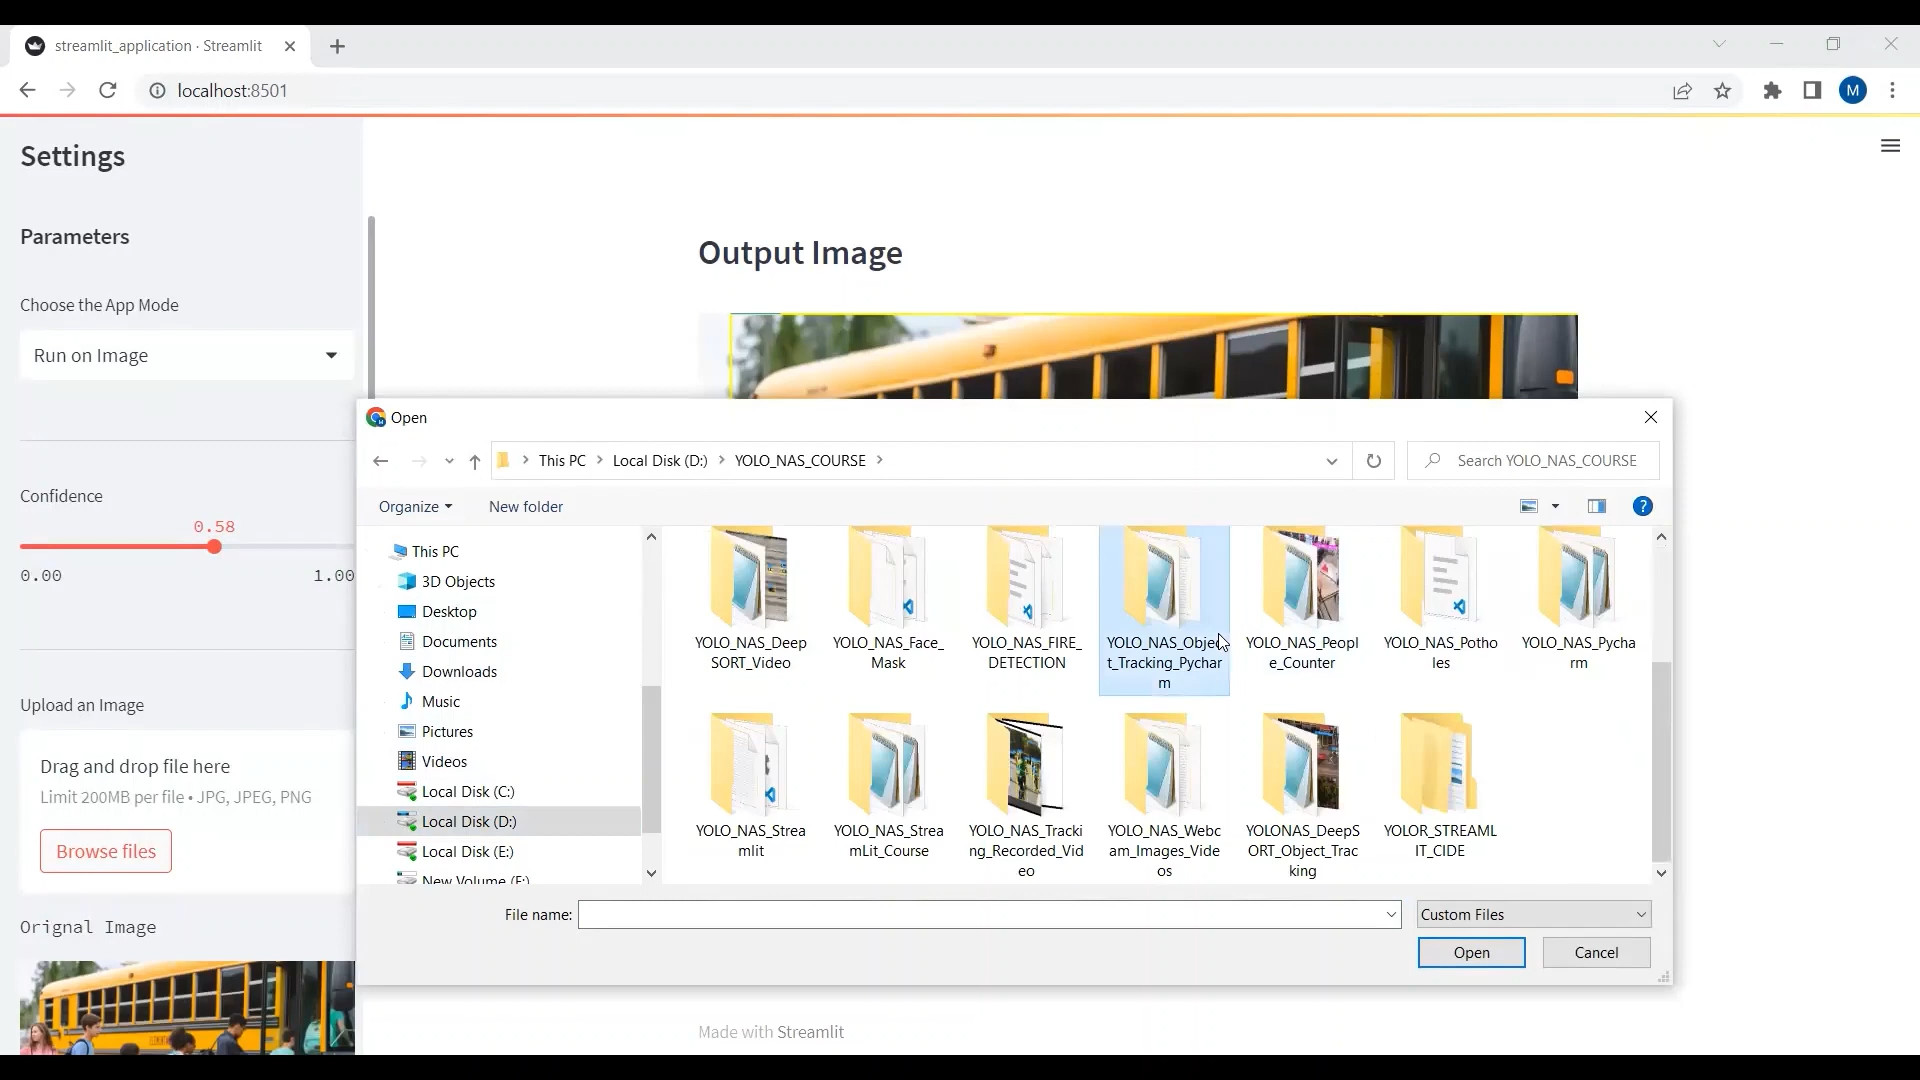 streamlit_application · Streamlit
localhost:8501
M
Settings
Parameters
Choose the App Mode
Run on Image
Confidence
0.58
0.00
1.00
Upload an Image
Drag and drop file here
Limit 200MB per file • JPG, JPEG, PNG
Browse files
Orignal Image
Output Image
Open
This PC
Local Disk (D:)
YOLO_NAS_COURSE
Search YOLO_NAS_COURSE
Organize
New folder
?
This PC
3D Objects
Desktop
Documents
Downloads
Music
Pictures
Videos
Local Disk (C:)
Local Disk (D:)
Local Disk (E:)
New Volume (F:)
YOLO_NAS_Deep
SORT_Video
YOLO_NAS_Face_
Mask
YOLO_NAS_FIRE_
DETECTION
YOLO_NAS_Objec
t_Tracking_Pychar
m
YOLO_NAS_Peopl
e_Counter
YOLO_NAS_Potho
les
YOLO_NAS_Pycha
rm
YOLO_NAS_Strea
mlit
YOLO_NAS_Strea
mLit_Course
YOLO_NAS_Tracki
ng_Recorded_Vid
eo
YOLO_NAS_Webc
am_Images_Vide
os
YOLONAS_DeepS
ORT_Object_Trac
king
YOLOR_STREAML
IT_CIDE
File name:
Custom Files
Open
Cancel
Made with Streamlit